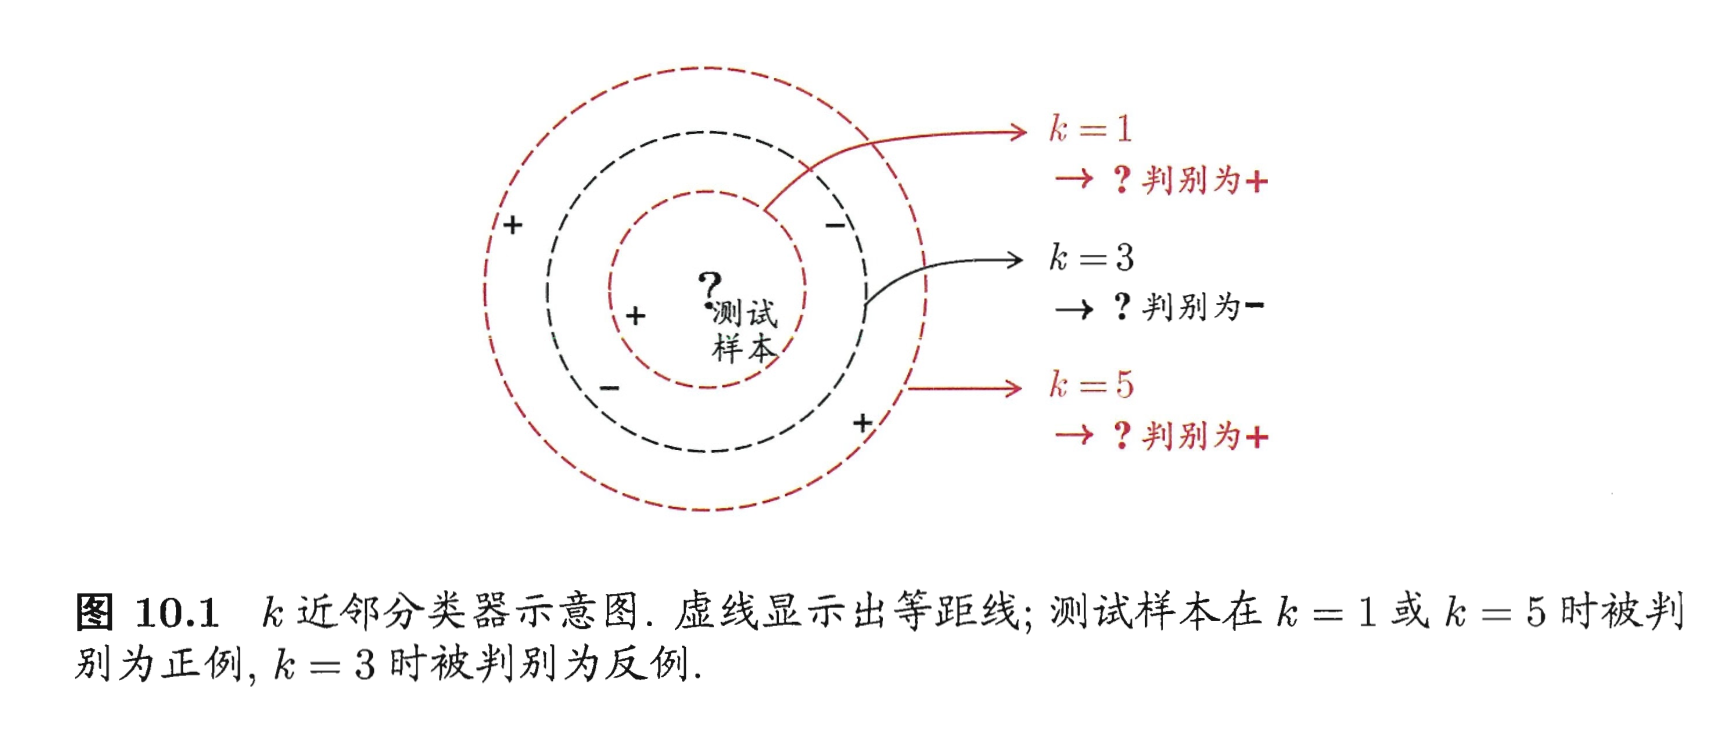 k = 1
→ ? 判别为+
+
−
k = 3
?
→ ? 判别为−
+
测试
样本
−
k = 5
+
→ ? 判别为+
图 10.1 k 近邻分类器示意图. 虚线显示出等距线; 测试样本在 k = 1 或 k = 5 时被判
别为正例, k = 3 时被判别为反例.